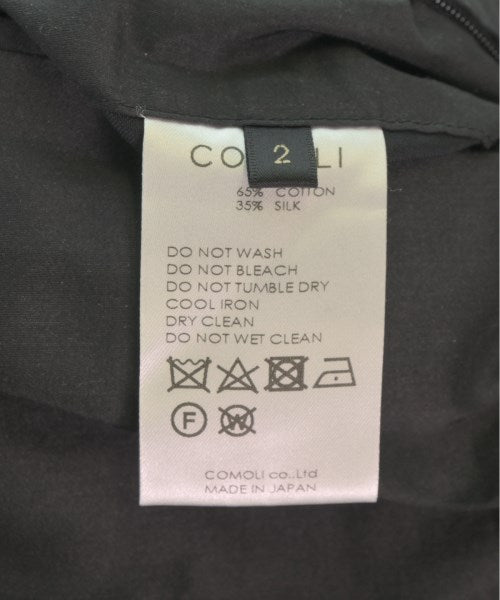 2
65% COTTON
35% SILK
DO NOT WASH
DO NOT BLEACH
DO NOT TUMBLE DRY
COOL IRON
DRY CLEAN
DO NOT WET CLEAN
F
W
COMOLI co.,Ltd
MADE IN JAPAN